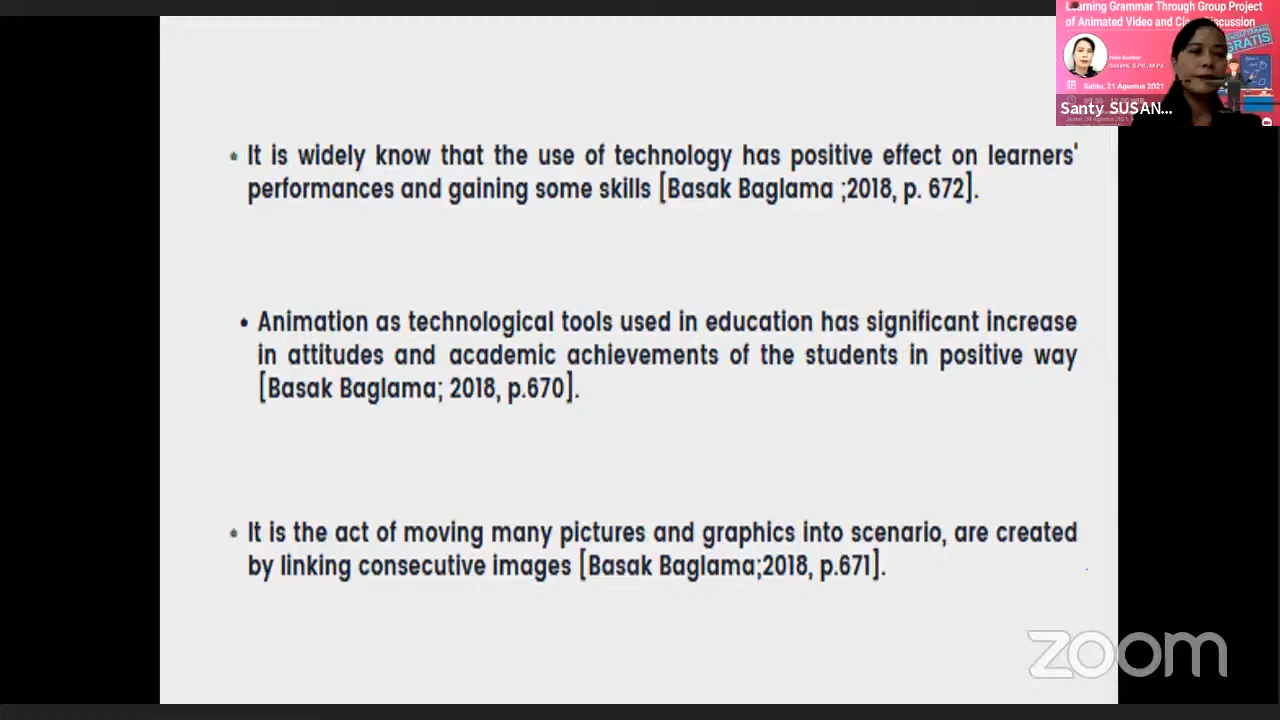 Learning Grammar Through Group Project
of Animated Video and Discussion
GRATIS
Sabtu, 21 Agustus 2021
Santy SUSAN...
• It is widely know that the use of technology has positive effect on learners'
performances and gaining some skills [Basak Baglama ;2018, p. 672].
• Animation as technological tools used in education has significant increase
in attitudes and academic achievements of the students in positive way
[Basak Baglama; 2018, p.670].
• It is the act of moving many pictures and graphics into scenario, are created
by linking consecutive images [Basak Baglama;2018, p.671].
zoom